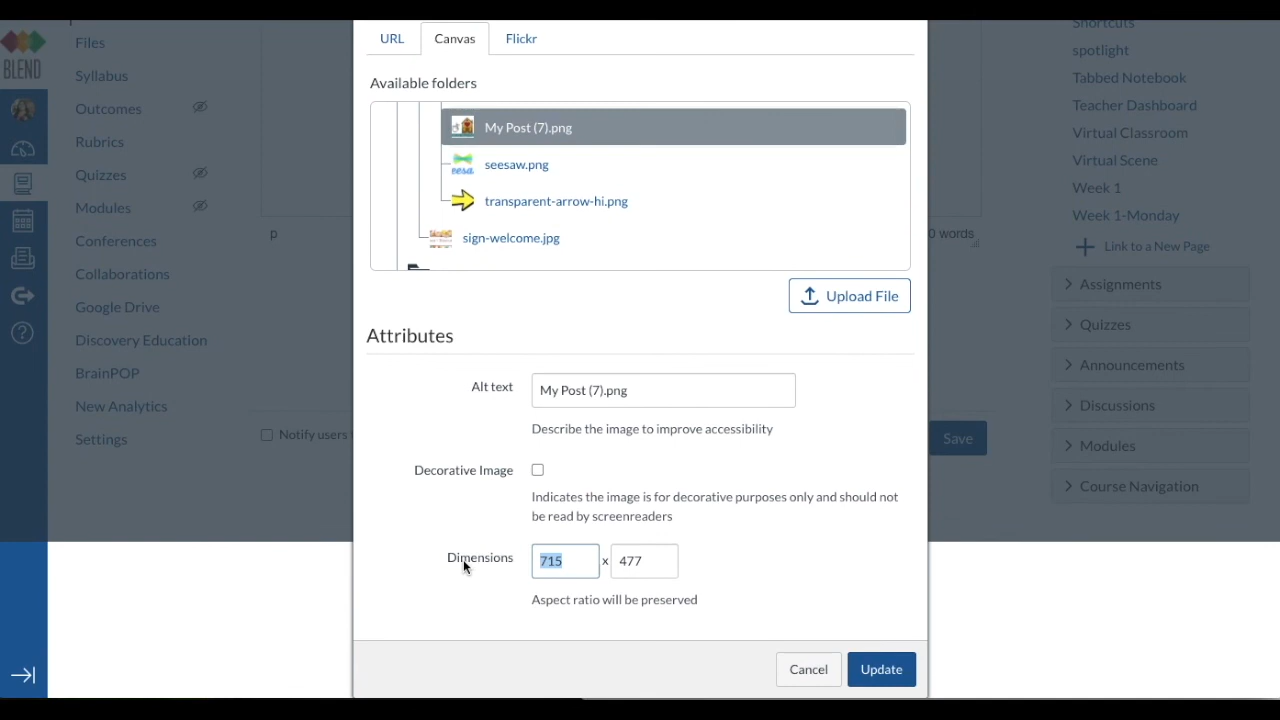 URL
Canvas
Flickr
Available folders
My Post (7).png
seesaw.png
transparent-arrow-hi.png
sign-welcome.jpg
Upload File
Attributes
Alt text
My Post (7).png
Describe the image to improve accessibility
Decorative Image
Indicates the image is for decorative purposes only and should not
be read by screenreaders
Dimensions
715 x 477
Aspect ratio will be preserved
Cancel
Update
BLEND
Files
Syllabus
Outcomes
Rubrics
Quizzes
Modules
Conferences
Collaborations
Google Drive
Discovery Education
BrainPOP
New Analytics
Settings
p
0 words
Notify users
Save
Shortcuts
spotlight
Tabbed Notebook
Teacher Dashboard
Virtual Classroom
Virtual Scene
Week 1
Week 1-Monday
Link to a New Page
Assignments
Quizzes
Announcements
Discussions
Modules
Course Navigation